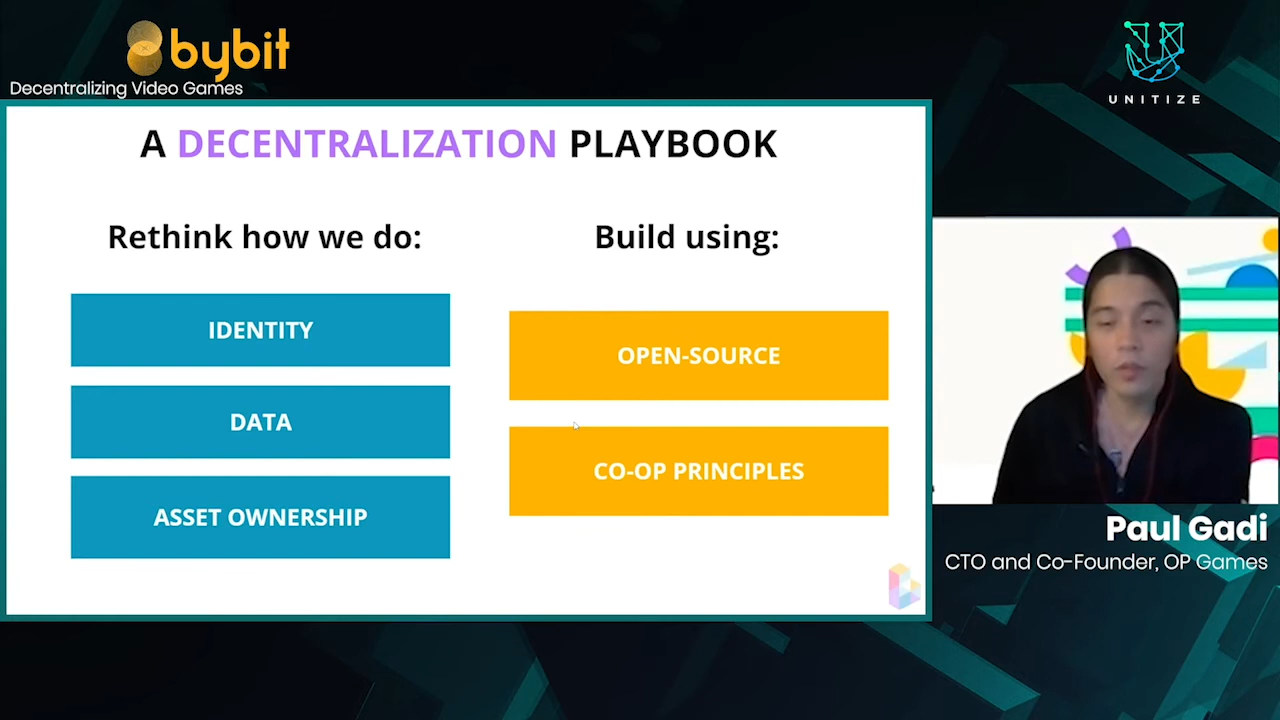 bybit
Decentralizing Video Games
UNITIZE
A DECENTRALIZATION PLAYBOOK
Rethink how we do:
IDENTITY
DATA
ASSET OWNERSHIP
Build using:
OPEN-SOURCE
CO-OP PRINCIPLES
Paul Gadi
CTO and Co-Founder, OP Games